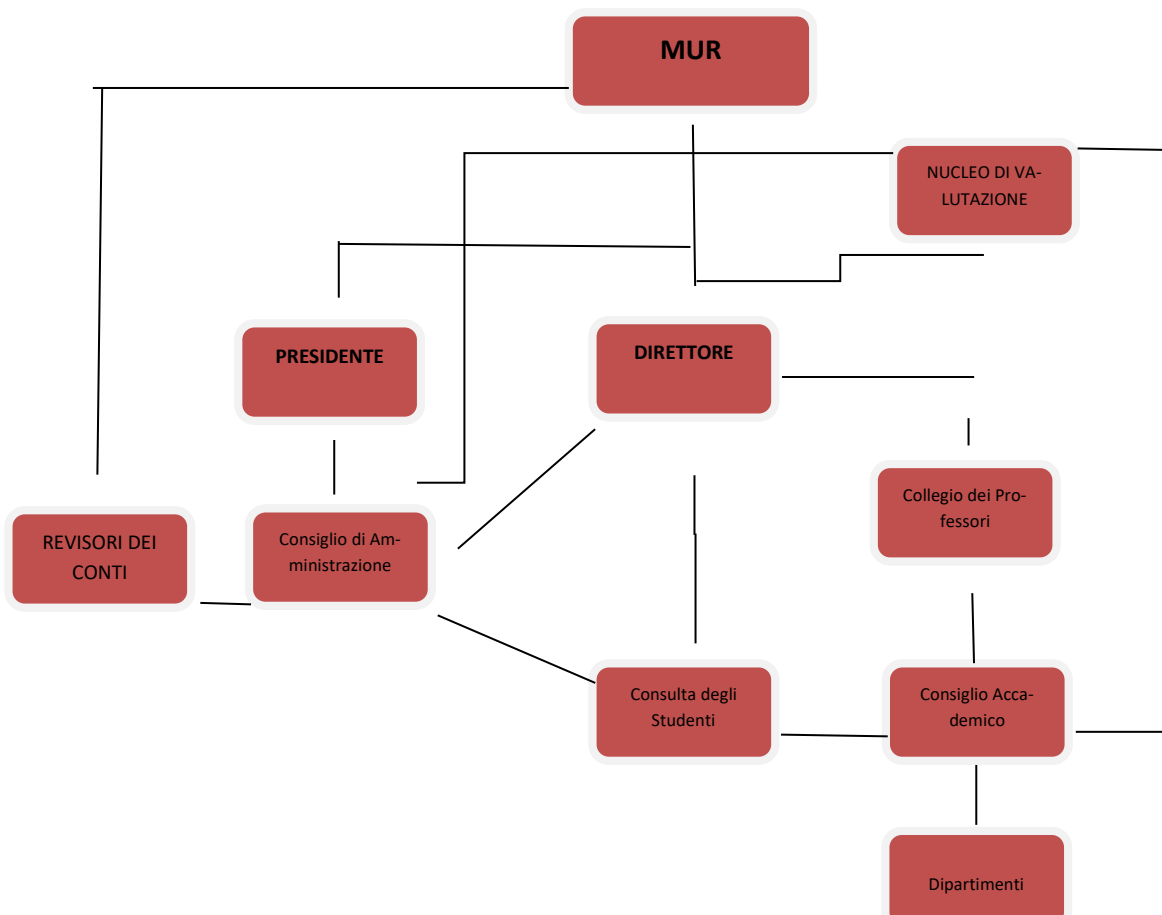 MUR
NUCLEO DI VA-
LUTAZIONE
PRESIDENTE
DIRETTORE
Collegio dei Pro-
fessori
REVISORI DEI
CONTI
Consiglio di Am-
ministrazione
Consulta degli
Studenti
Consiglio Acca-
demico
Dipartimenti